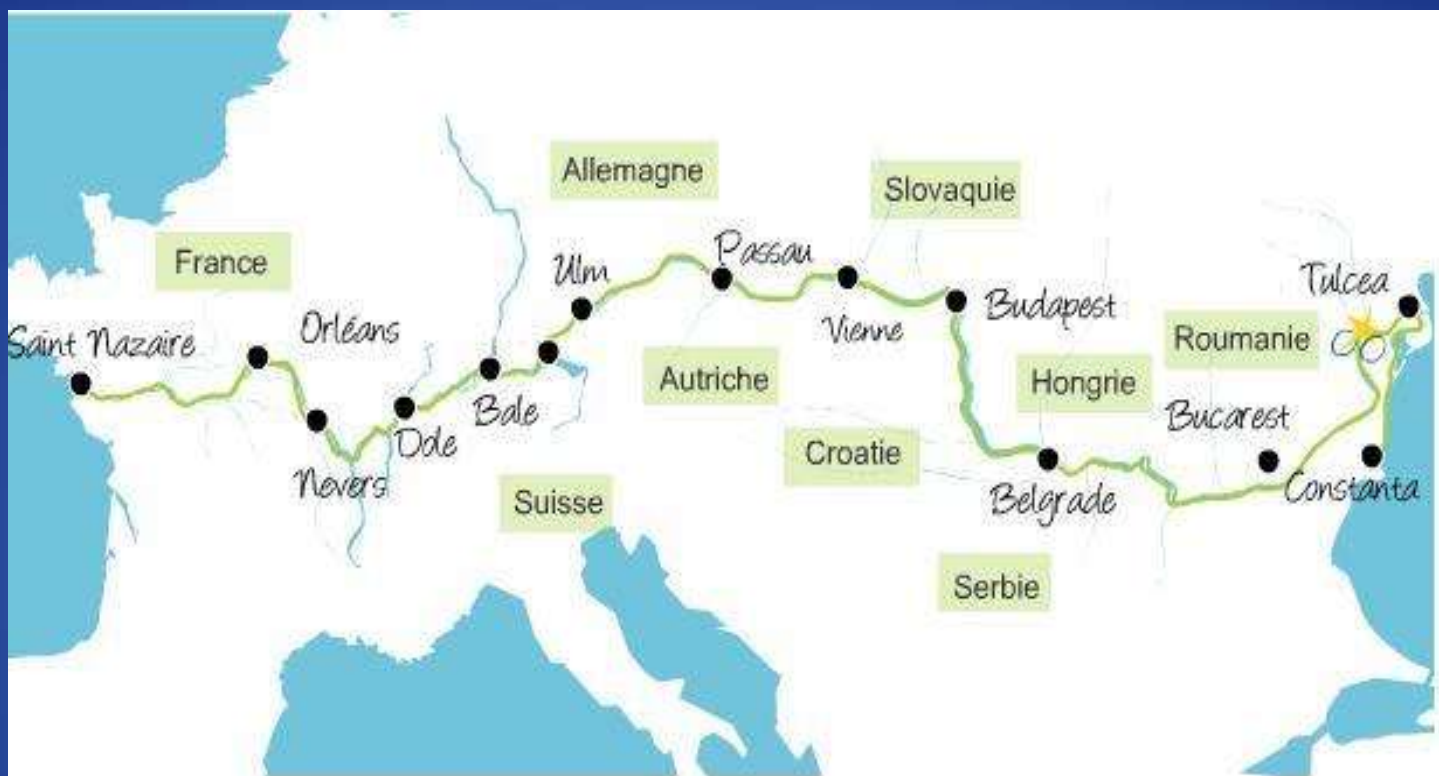 Allemagne
Slovaquie
France
Passau
Ulm
Tulcea
Saint Nazaire
Orléans
Vienne
Budapest
Roumanie
Autriche
Hongrie
Bale
Dole
Bucarest
Croatie
Nevers
Suisse
Belgrade
Constanta
Serbie